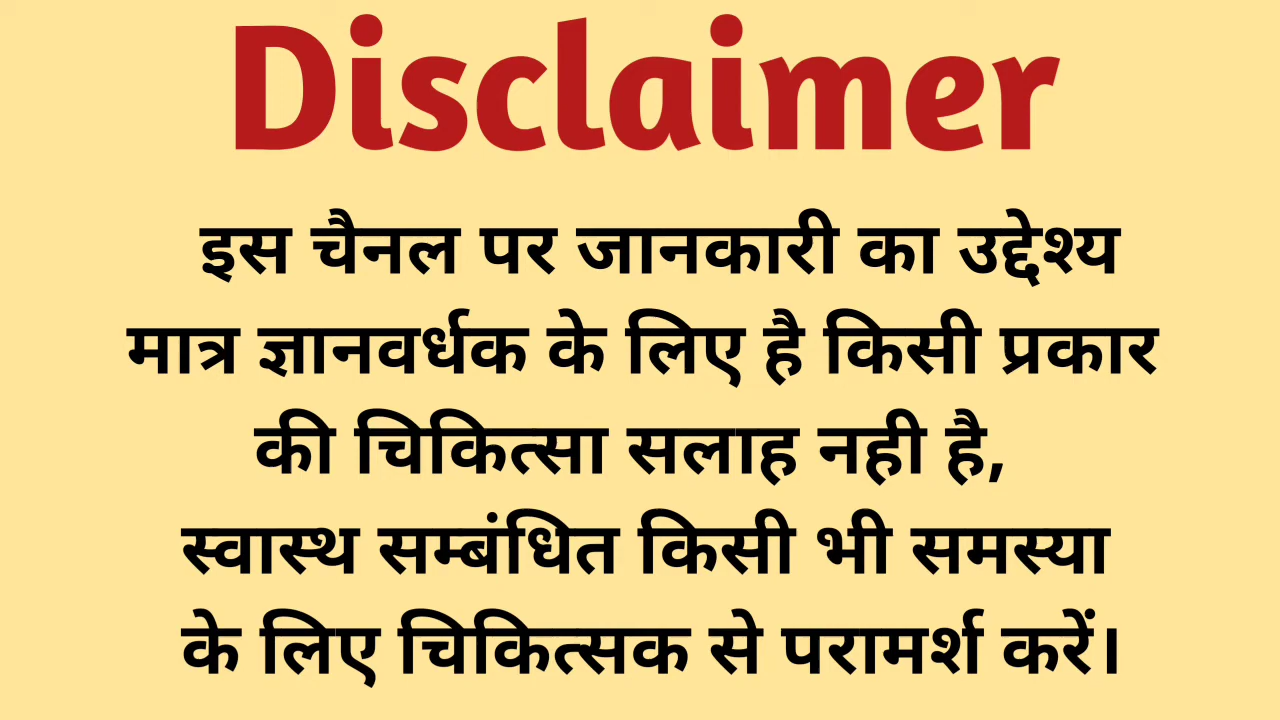 Disclaimer
इस चैनल पर जानकारी का उद्देश्य
मात्र ज्ञानवर्धक के लिए है किसी प्रकार
की चिकित्सा सलाह नही है,
स्वास्थ सम्बंधित किसी भी समस्या
के लिए चिकित्सक से परामर्श करें।